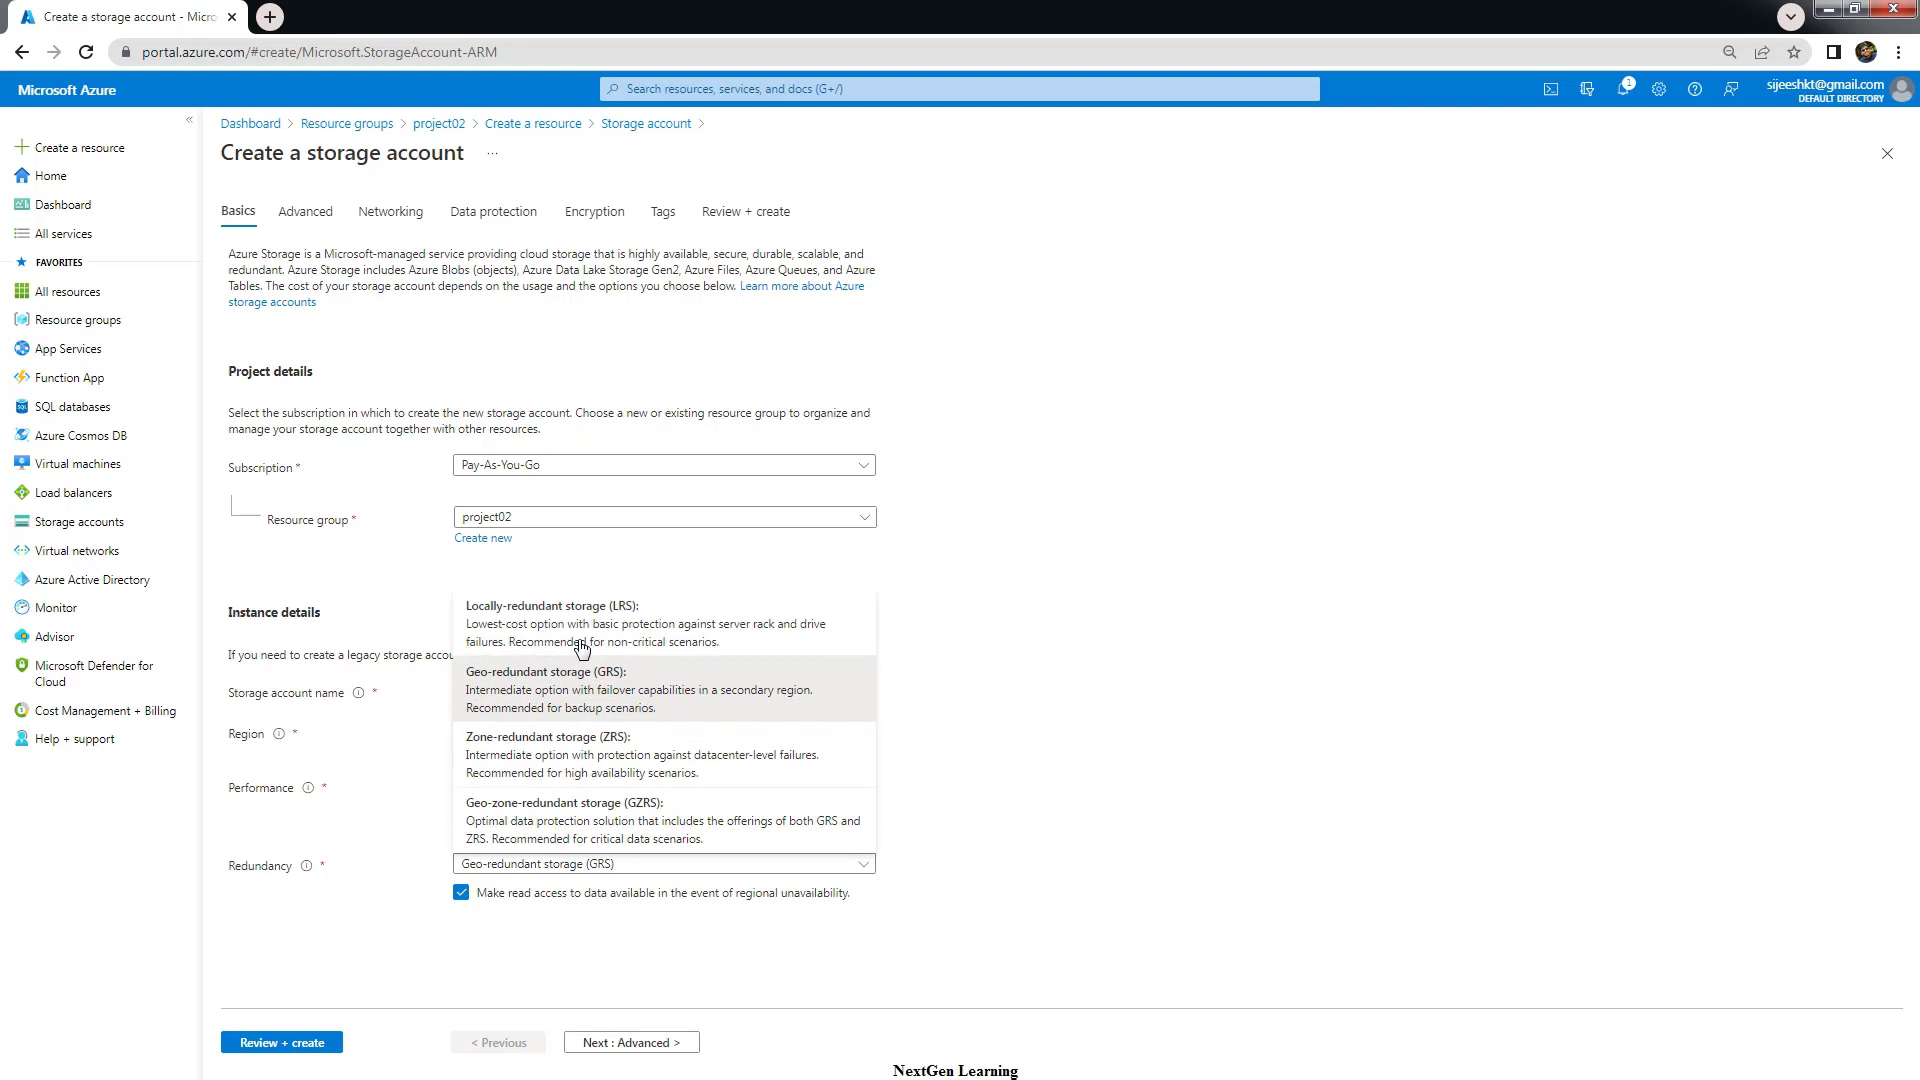 Create a storage account - Micro
portal.azure.com/#create/Microsoft.StorageAccount-ARM
Microsoft Azure
Search resources, services, and docs (G+/)
1
sijeeshkt@gmail.com
DEFAULT DIRECTORY
Create a resource
Home
Dashboard
All services
FAVORITES
All resources
Resource groups
App Services
Function App
SQL databases
Azure Cosmos DB
Virtual machines
Load balancers
Storage accounts
Virtual networks
Azure Active Directory
Monitor
Advisor
Microsoft Defender for
Cloud
Cost Management + Billing
Help + support
Dashboard > Resource groups > project02 > Create a resource > Storage account >
Create a storage account ...
Basics Advanced Networking Data protection Encryption Tags Review + create
Azure Storage is a Microsoft-managed service providing cloud storage that is highly available, secure, durable, scalable, and
redundant. Azure Storage includes Azure Blobs (objects), Azure Data Lake Storage Gen2, Azure Files, Azure Queues, and Azure
Tables. The cost of your storage account depends on the usage and the options you choose below. Learn more about Azure
storage accounts
Project details
Select the subscription in which to create the new storage account. Choose a new or existing resource group to organize and
manage your storage account together with other resources.
Subscription *
Pay-As-You-Go
Resource group *
project02
Create new
Instance details
If you need to create a legacy storage accou
Storage account name *
Region *
Performance *
Locally-redundant storage (LRS):
Lowest-cost option with basic protection against server rack and drive
failures. Recommended for non-critical scenarios.
Geo-redundant storage (GRS):
Intermediate option with failover capabilities in a secondary region.
Recommended for backup scenarios.
Zone-redundant storage (ZRS):
Intermediate option with protection against datacenter-level failures.
Recommended for high availability scenarios.
Geo-zone-redundant storage (GZRS):
Optimal data protection solution that includes the offerings of both GRS and
ZRS. Recommended for critical data scenarios.
Redundancy *
Geo-redundant storage (GRS)
Make read access to data available in the event of regional unavailability.
Review + create
< Previous
Next : Advanced >
NextGen Learning